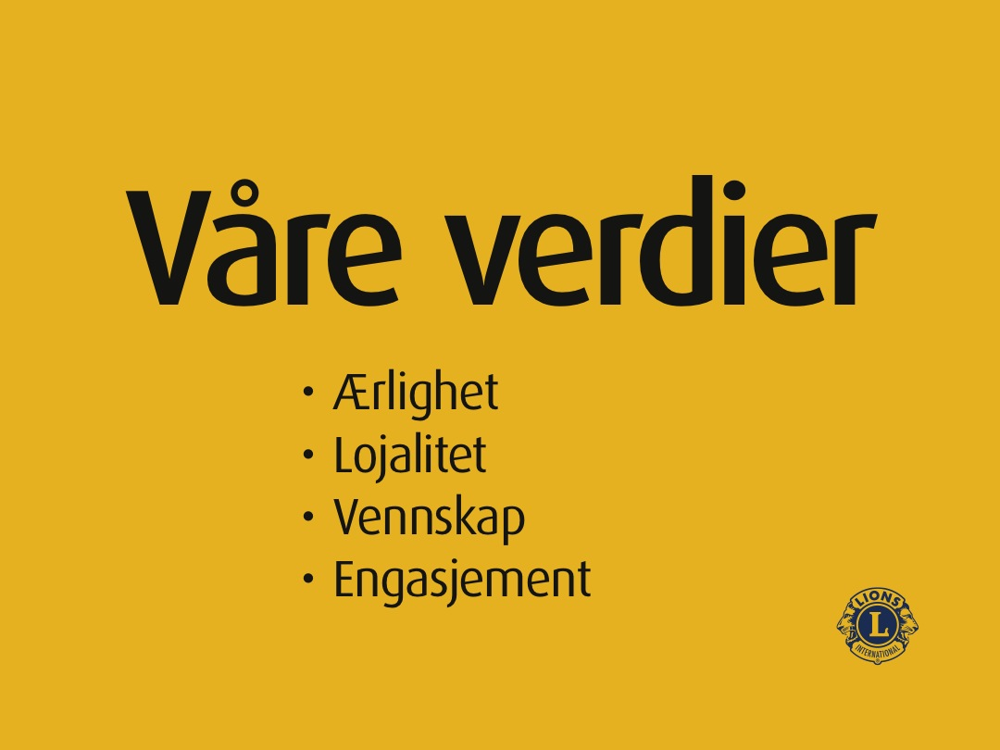 Våre verdier
• Ærlighet
• Lojalitet
• Vennskap
• Engasjement
LIONS
L
INTERNATIONAL
®